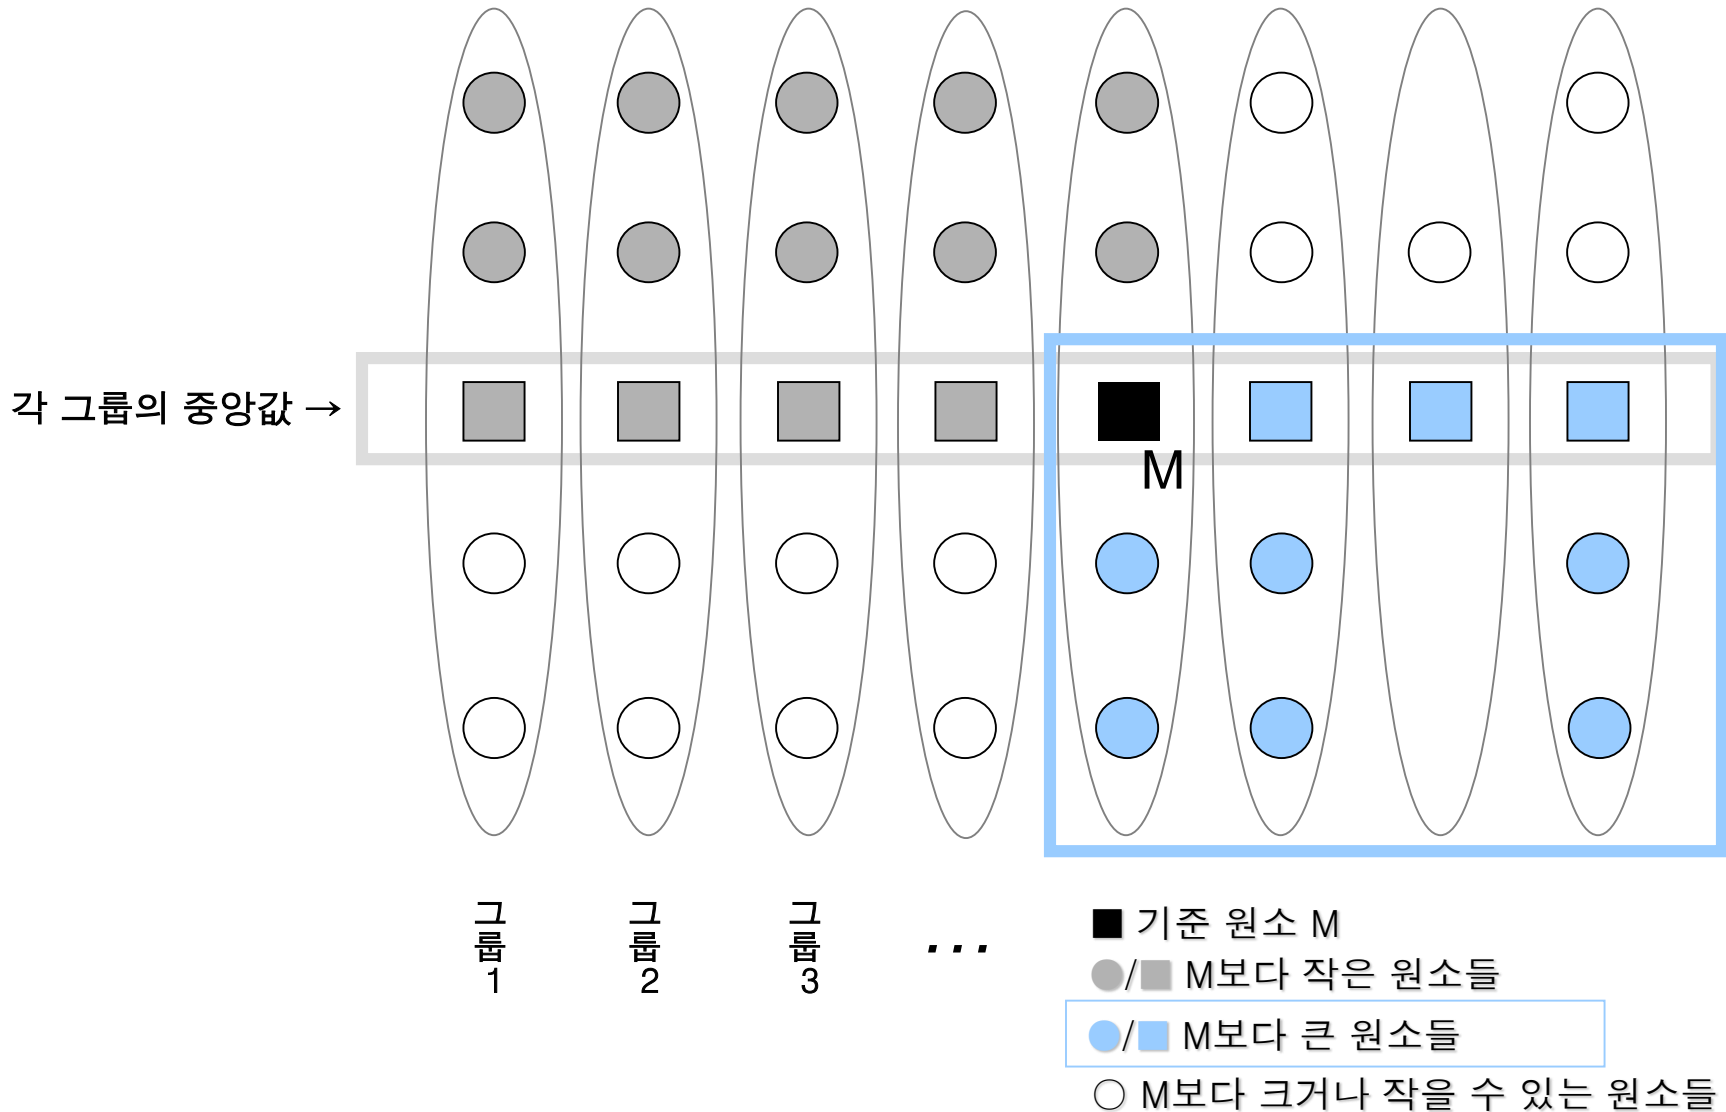 각 그룹의 중앙값 →
M
그룹1
그룹2
그룹3
...
■ 기준 원소 M
●/■ M보다 작은 원소들
●/■ M보다 큰 원소들
○ M보다 크거나 작을 수 있는 원소들